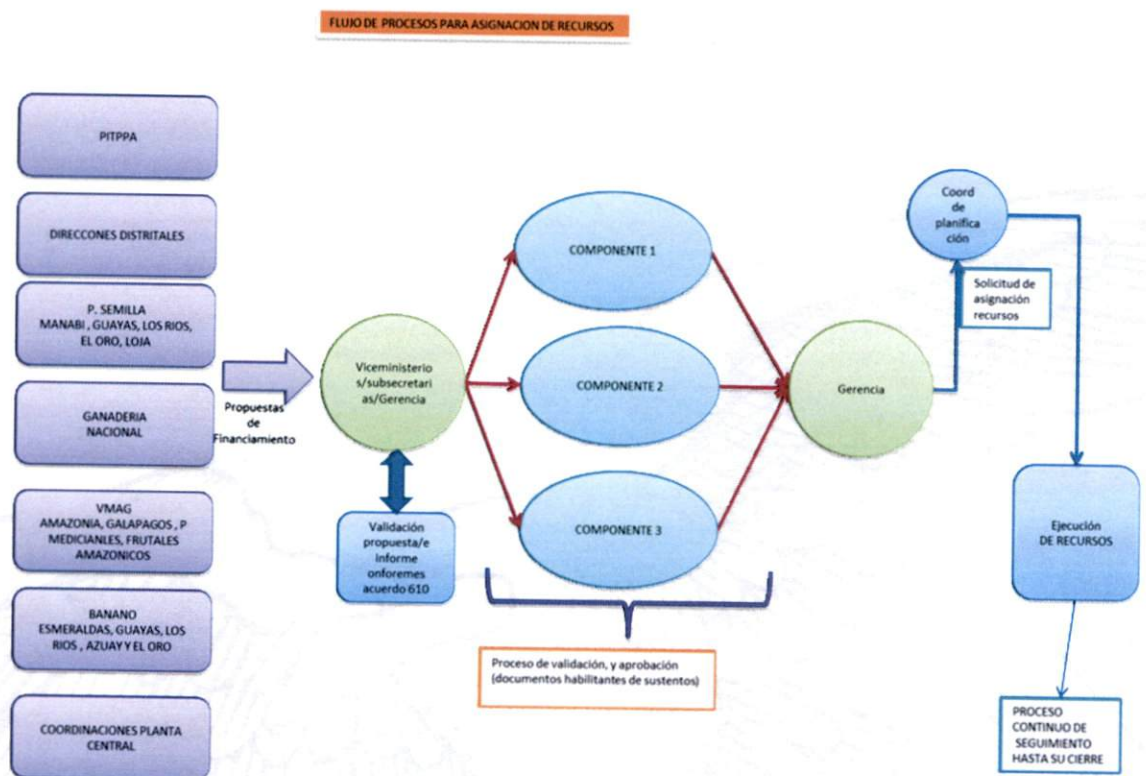 FLUJO DE PROCESOS PARA ASIGNACION DE RECURSOS
PITPPA
DIRECCONES DISTRITALES
P. SEMILLA
MANABI , GUAYAS, LOS RIOS,
EL ORO, LOJA
GANADERIA
NACIONAL
VMAG
AMAZONIA, GALAPAGOS , P
MEDICIANLES, FRUTALES
AMAZONICOS
BANANO
ESMERALDAS, GUAYAS, LOS
RIOS , AZUAY Y EL ORO
COORDINACIONES PLANTA
CENTRAL
Propuestas
de
Financiamiento
Viceministerio
s/subsecretari
as/Gerencia
Validación
propuesta/e
informe
onforemes
acuerdo 610
COMPONENTE 1
COMPONENTE 2
COMPONENTE 3
Proceso de validación, y aprobación
(documentos habilitantes de sustentos)
Gerencia
Coord
de
planifica
ción
Solicitud de
asignación
recursos
Ejecución
DE RECURSOS
PROCESO
CONTINUO DE
SEGUIMIENTO
HASTA SU CIERRE